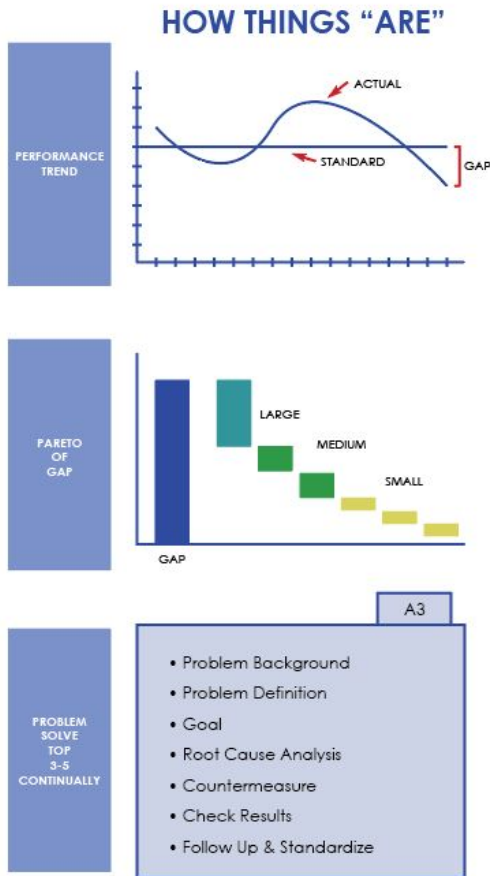 HOW THINGS “ARE”
PERFORMANCE
TREND
ACTUAL
STANDARD
GAP
PARETO
OF
GAP
LARGE
MEDIUM
SMALL
GAP
PROBLEM
SOLVE
TOP
3-5
CONTINUALLY
A3
• Problem Background
• Problem Definition
• Goal
• Root Cause Analysis
• Countermeasure
• Check Results
• Follow Up & Standardize